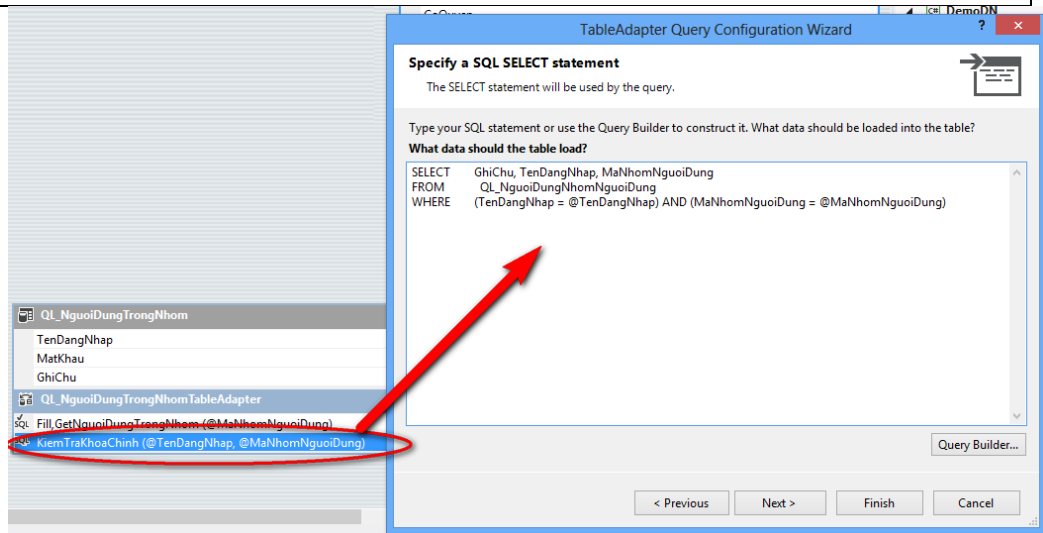 CoQuyen
C# DemoDN
TableAdapter Query Configuration Wizard
?
×
Specify a SQL SELECT statement
The SELECT statement will be used by the query.
Type your SQL statement or use the Query Builder to construct it. What data should be loaded into the table?
What data should the table load?
SELECT GhiChu, TenDangNhap, MaNhomNguoiDung
FROM QL_NguoiDungNhomNguoiDung
WHERE (TenDangNhap = @TenDangNhap) AND (MaNhomNguoiDung = @MaNhomNguoiDung)
QL_NguoiDungTrongNhom
TenDangNhap
MatKhau
GhiChu
QL_NguoiDungTrongNhomTableAdapter
SQL Fill,GetNguoiDungTrongNhom (@MaNhomNguoiDung)
SQL KiemTraKhoaChinh (@TenDangNhap, @MaNhomNguoiDung)
Query Builder...
< Previous
Next >
Finish
Cancel